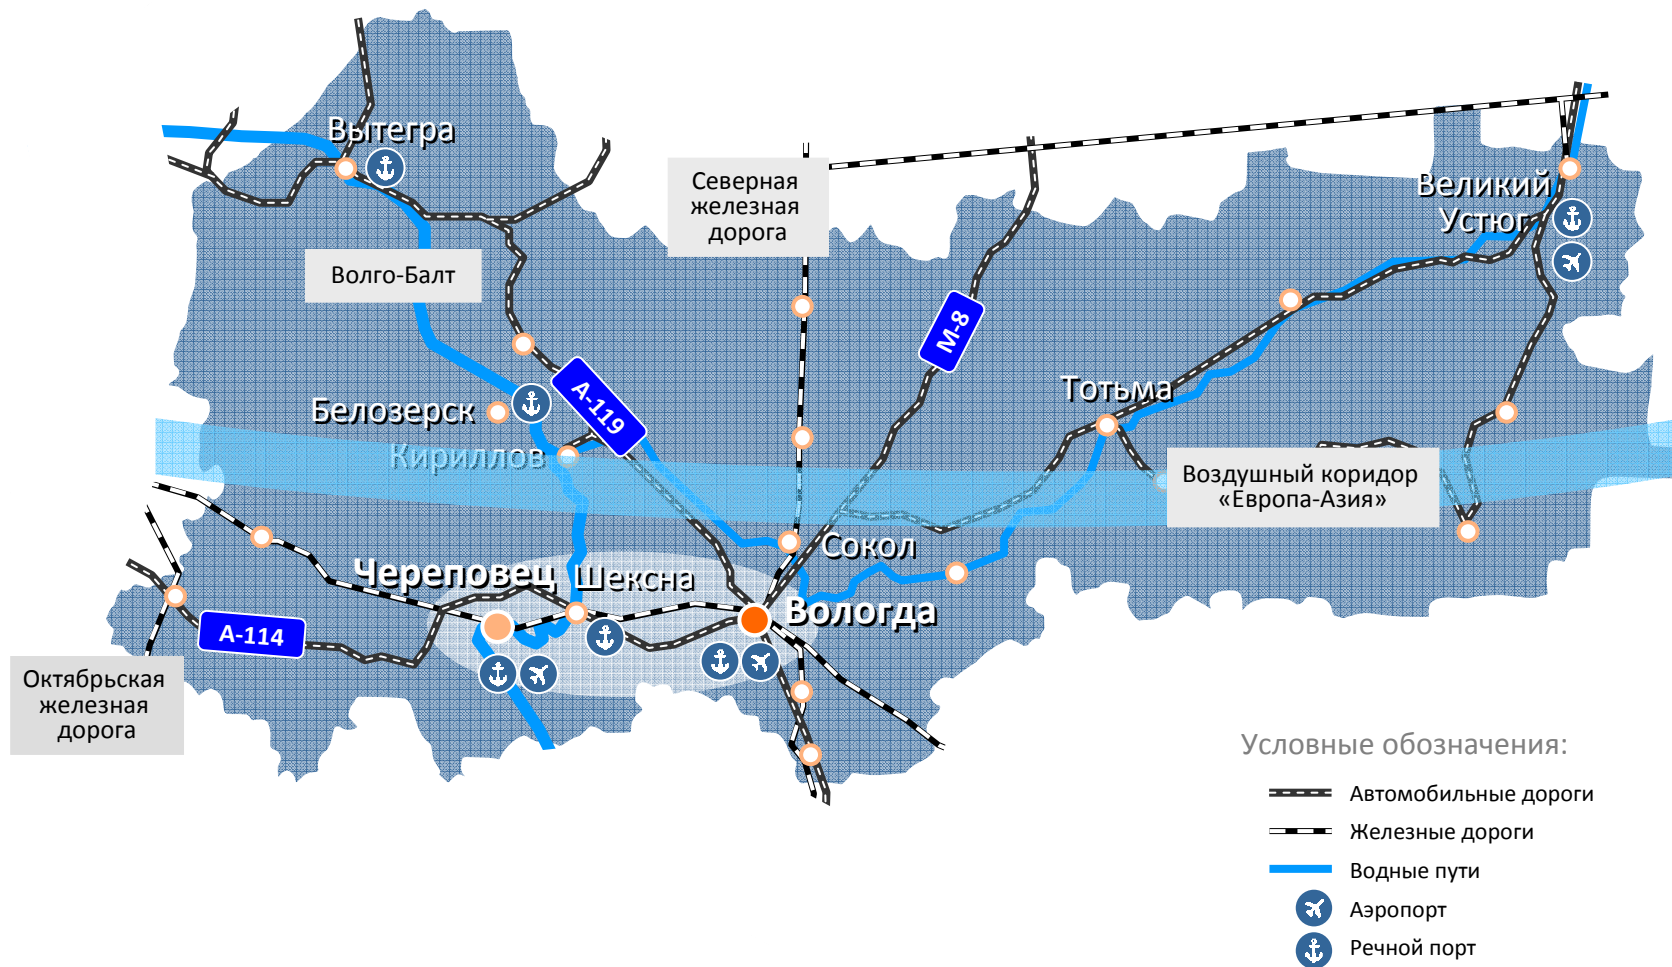 Вытегра
Северная
железная
дорога
Великий
Устюг
Волго-Балт
М-8
А-119
Белозерск
Тотьма
Кириллов
Воздушный коридор
«Европа-Азия»
Сокол
Череповец
Шексна
Вологда
А-114
Октябрьская
железная
дорога
Условные обозначения:
Автомобильные дороги
Железные дороги
Водные пути
Аэропорт
Речной порт